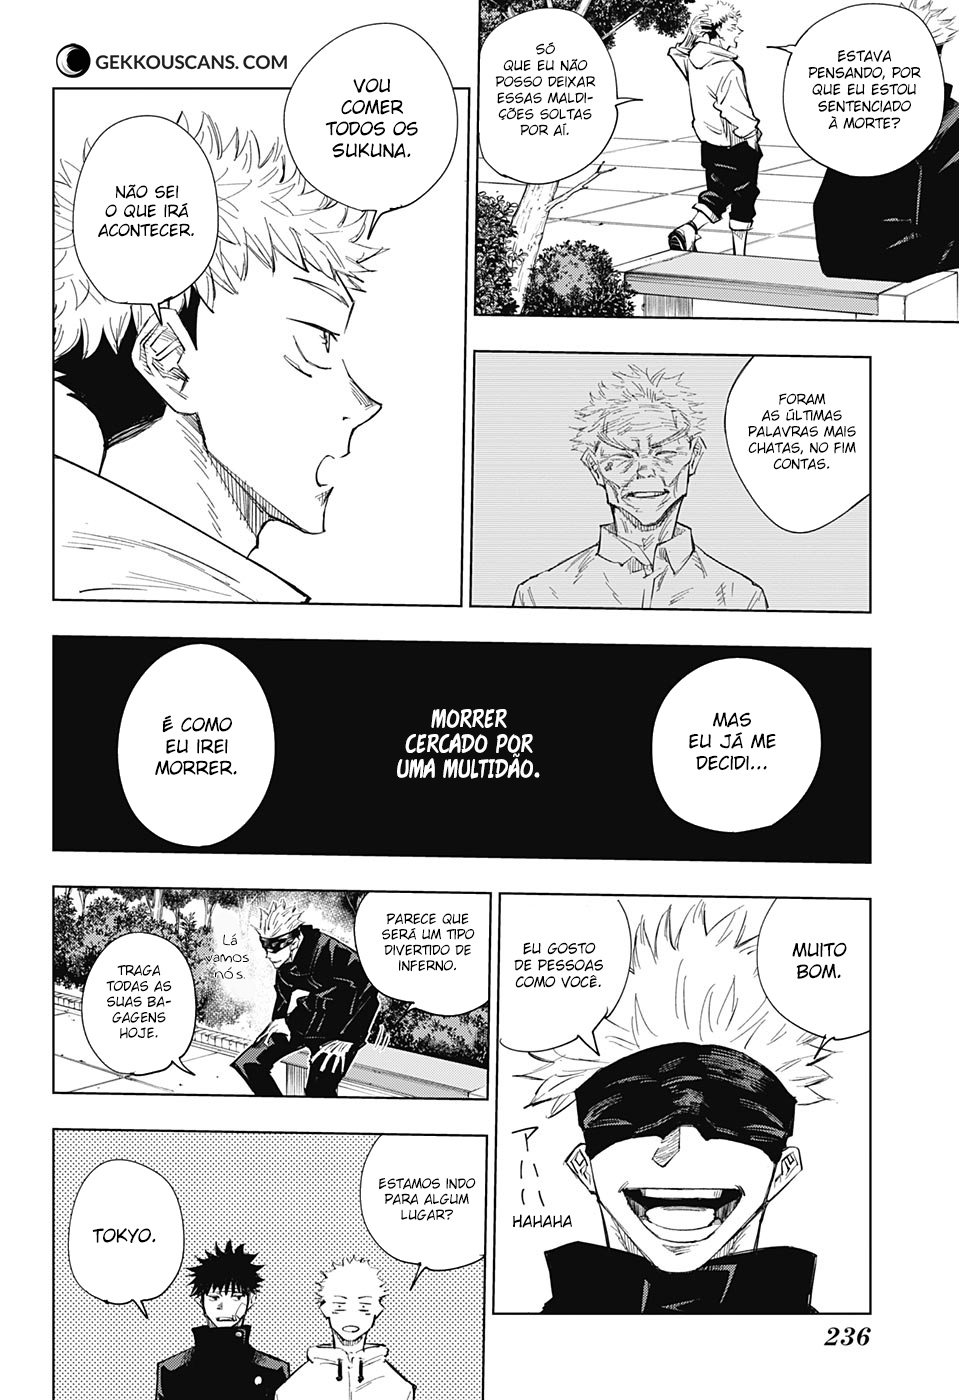 GEKKOUSCANS. COM
ESTAVA
PENSANDO, POR
QUE EU ESTOU
SENTENCIADO
À MORTE?
SÓ
QUE EU NÃO
POSSO DEIXAR
ESSAS MALDI-
ÇÕES SOLTAS
POR AÍ.
VOU
COMER
TODOS OS
SUKUNA.
NÃO SEI
O QUE IRÁ
ACONTECER.
FORAM
AS ÚLTIMAS
PALAVRAS MAIS
CHATAS, NO FIM
CONTAS.
MAS
EU JÁ ME
DECIDI...
MORRER
CERCADO POR
UMA MULTIDÃO.
É COMO
EU IREI
MORRER.
MUITO
BOM.
EU GOSTO
DE PESSOAS
COMO VOCÊ.
アハハハ
HAHAHA
PARECE QUE
SERÁ UM TIPO
DIVERTIDO DE
INFERNO.
Lá
vamos
nós.
TRAGA
TODAS AS
SUAS BA-
GAGENS
HOJE.
ESTAMOS INDO
PARA ALGUM
LUGAR?
TOKYO.
236